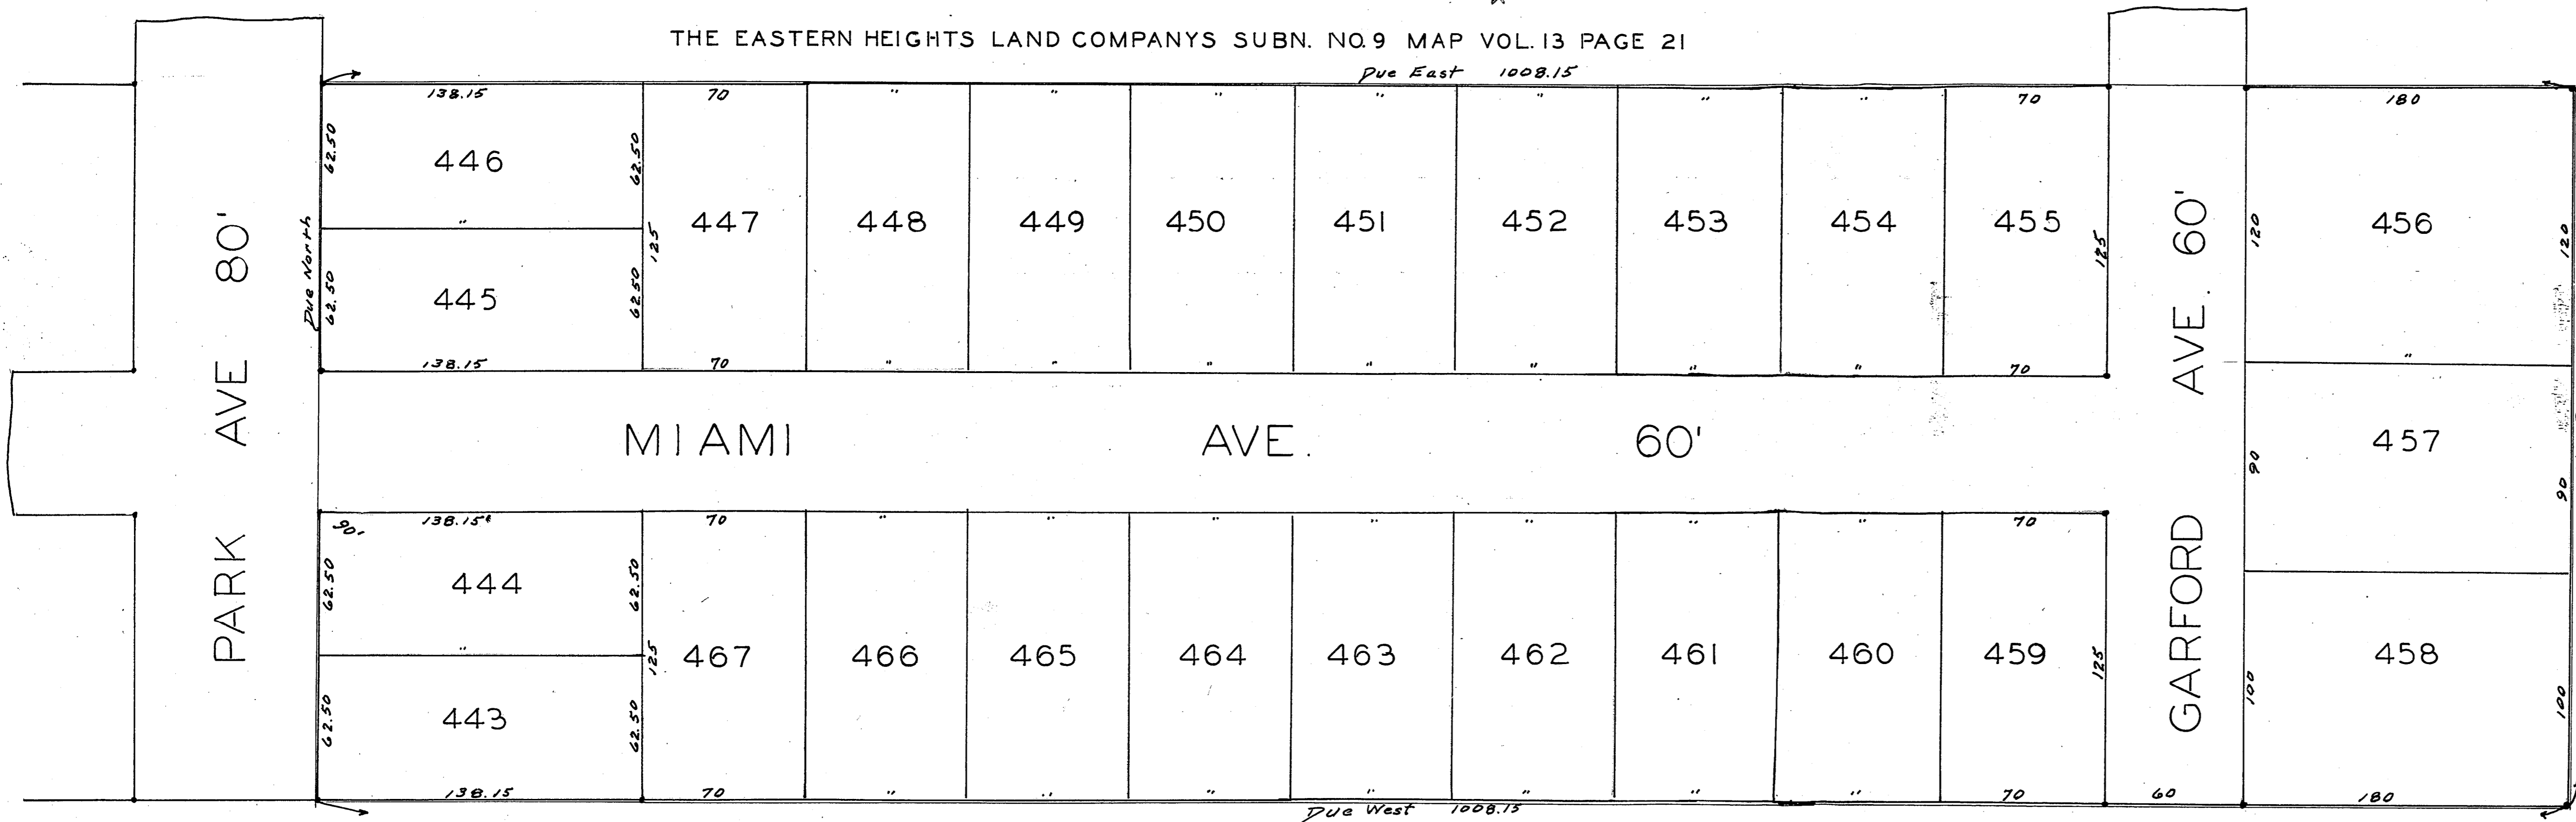 THE EASTERN HEIGHTS LAND COMPANYS SUBN. NO.9 MAP VOL.13 PAGE 21
Due East 1008.15
138.15 70 " " " " " " " 70 180
62.50 446 62.50
"
Due North
62.50 445 62.50
125 447 448 449 450 451 452 453 454 455 125
120 456 120
138.15 70 " " " " " " " 70
"
PARK AVE 80'
MIAMI AVE. 60'
GARFORD AVE. 60'
90 457 90
90° 138.15 70 " " " " " " " 70
62.50 444 62.50
"
62.50 443 62.50
125 467 466 465 464 463 462 461 460 459 125
100 458 100
138.15 70 " " " " " " " 70 60 180
Due West 1008.15